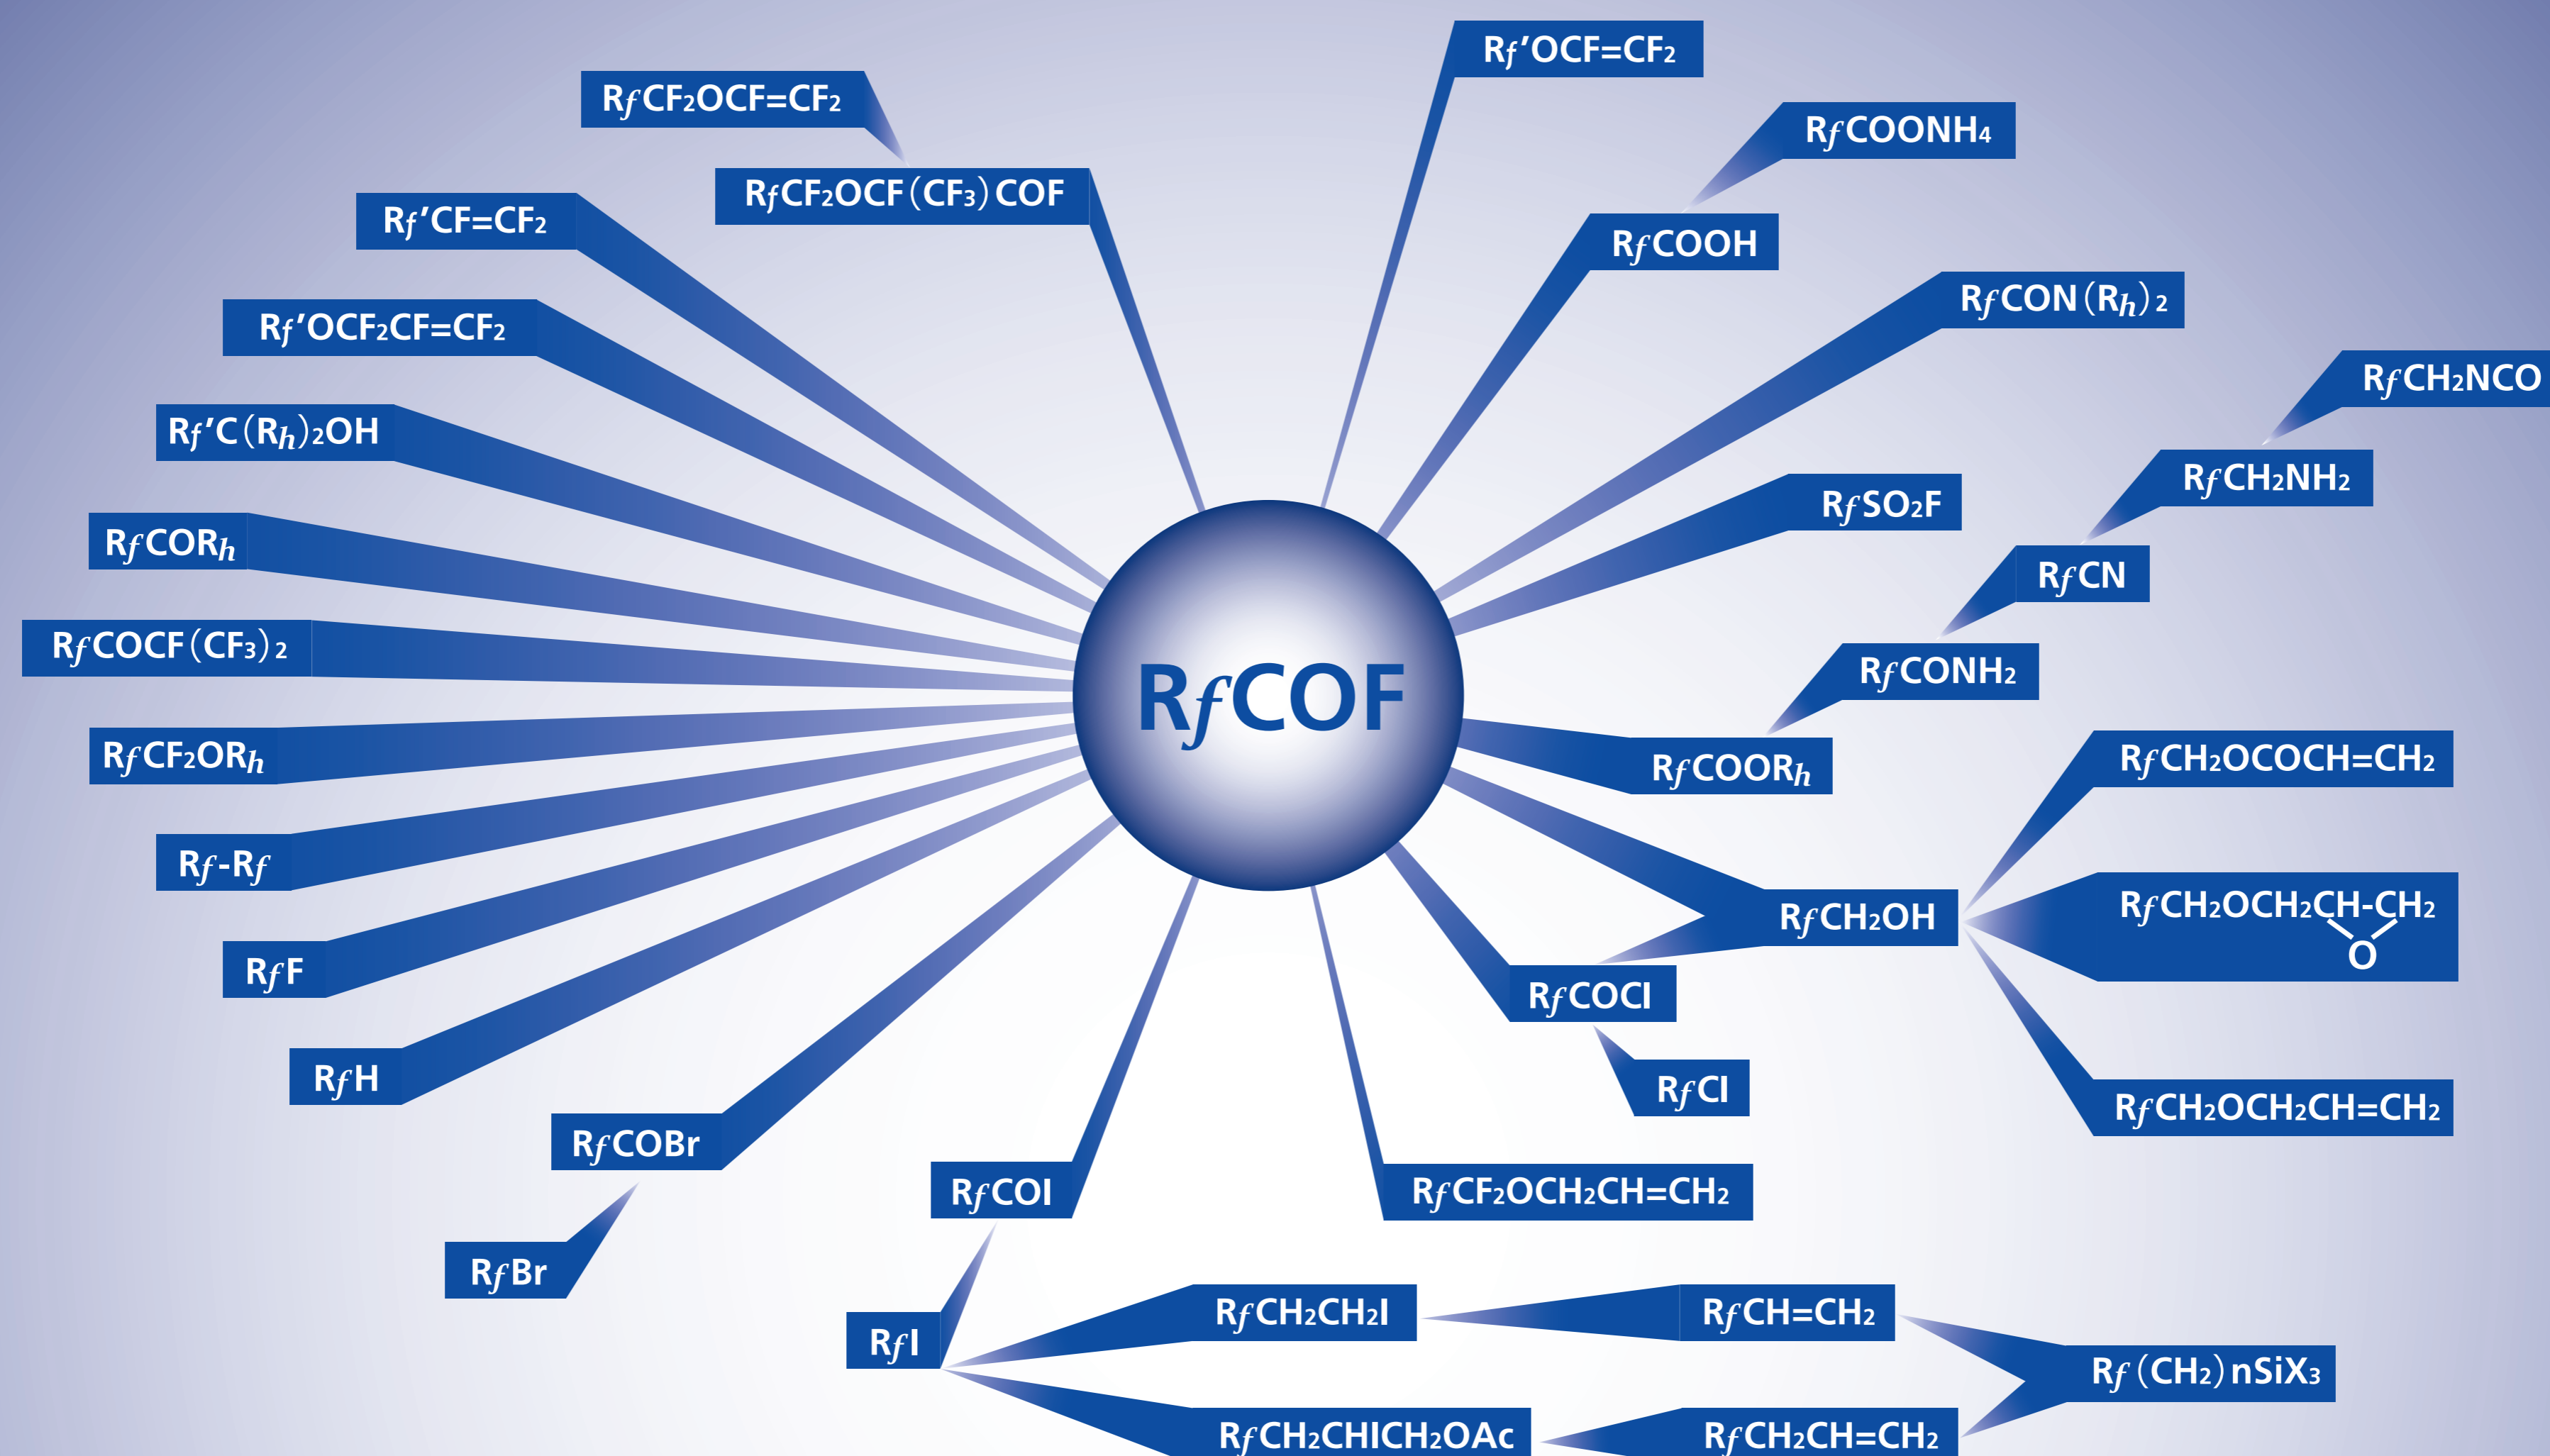 Rf'OCF=CF2
RfCF2OCF=CF2
RfCOONH4
RfCF2OCF(CF3)COF
Rf'CF=CF2
RfCOOH
RfCON(Rh)2
Rf'OCF2CF=CF2
RfCH2NCO
Rf'C(Rh)2OH
RfCH2NH2
RfSO2F
RfCORh
RfCN
RfCOCF(CF3)2
RfCONH2
RfCOF
RfCF2ORh
RfCOORh
RfCH2OCOCH=CH2
Rf-Rf
RfCH2OH
RfCH2OCH2CH-CH2
O
RfF
RfCOCl
RfH
RfCl
RfCH2OCH2CH=CH2
RfCOBr
RfCOI
RfCF2OCH2CH=CH2
RfBr
RfI
RfCH2CH2I
RfCH=CH2
Rf(CH2)nSiX3
RfCH2CHICH2OAc
RfCH2CH=CH2